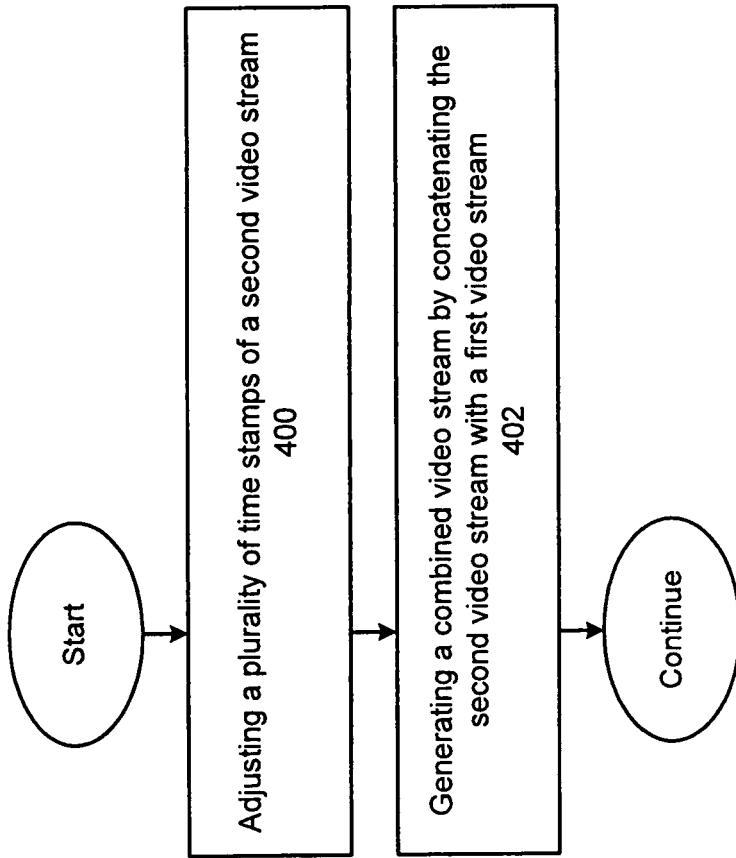 Start
Adjusting a plurality of time stamps of a second video stream
400
Generating a combined video stream by concatenating the
second video stream with a first video stream
402
Continue